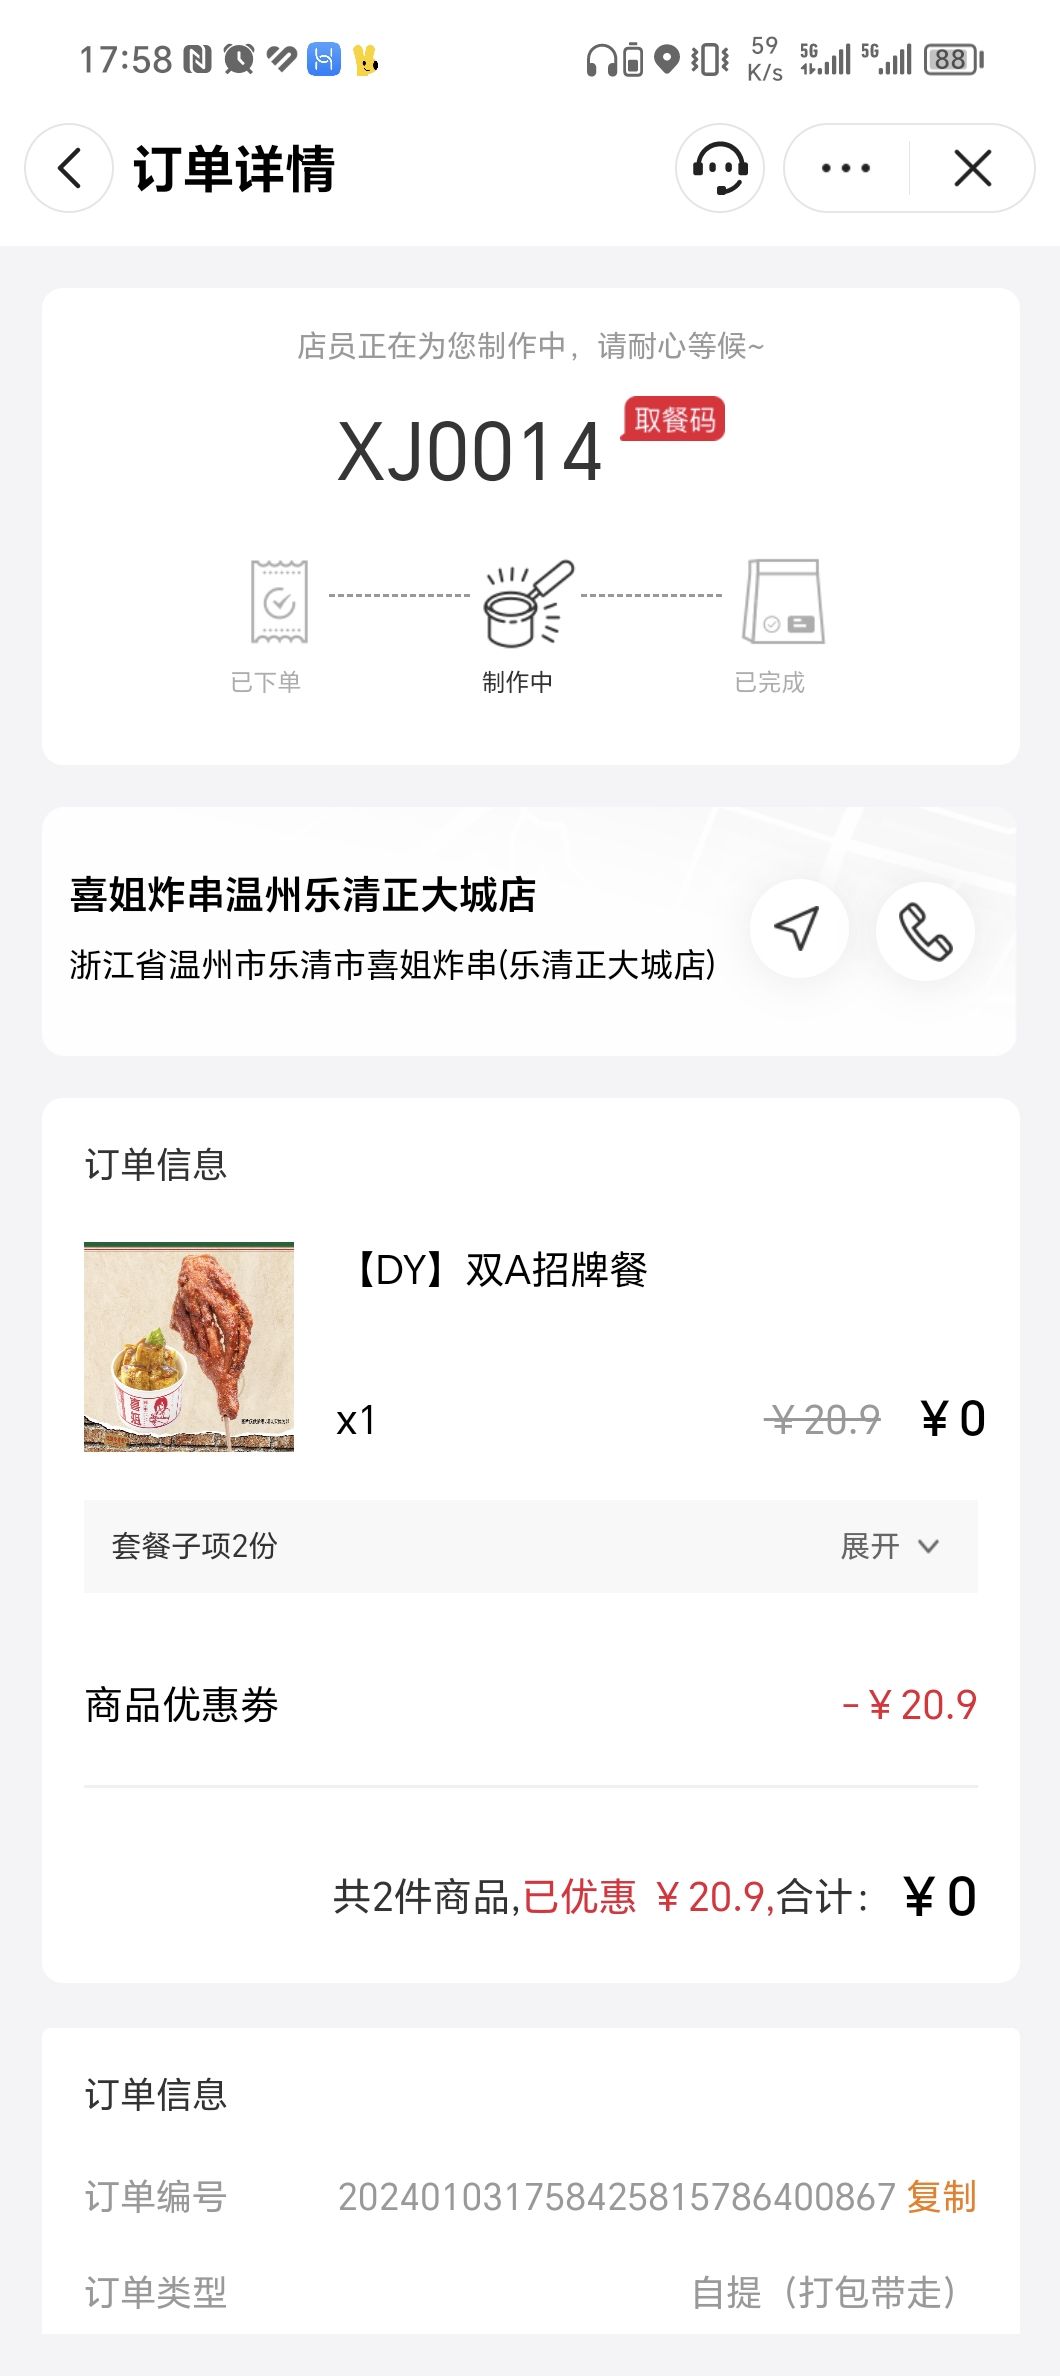 17:58
59
K/s
5G
5G
88
订单详情
店员正在为您制作中，请耐心等候~
XJ0014
取餐码
已下单
制作中
已完成
喜姐炸串温州乐清正大城店
浙江省温州市乐清市喜姐炸串(乐清正大城店)
订单信息
【DY】双A招牌餐
喜姐
x1
¥20.9
¥0
套餐子项2份
展开
商品优惠券
-¥20.9
共2件商品,已优惠 ¥20.9,合计：¥0
订单信息
订单编号
2024010317584258157864​00867 复制
订单类型
自提（打包带走）